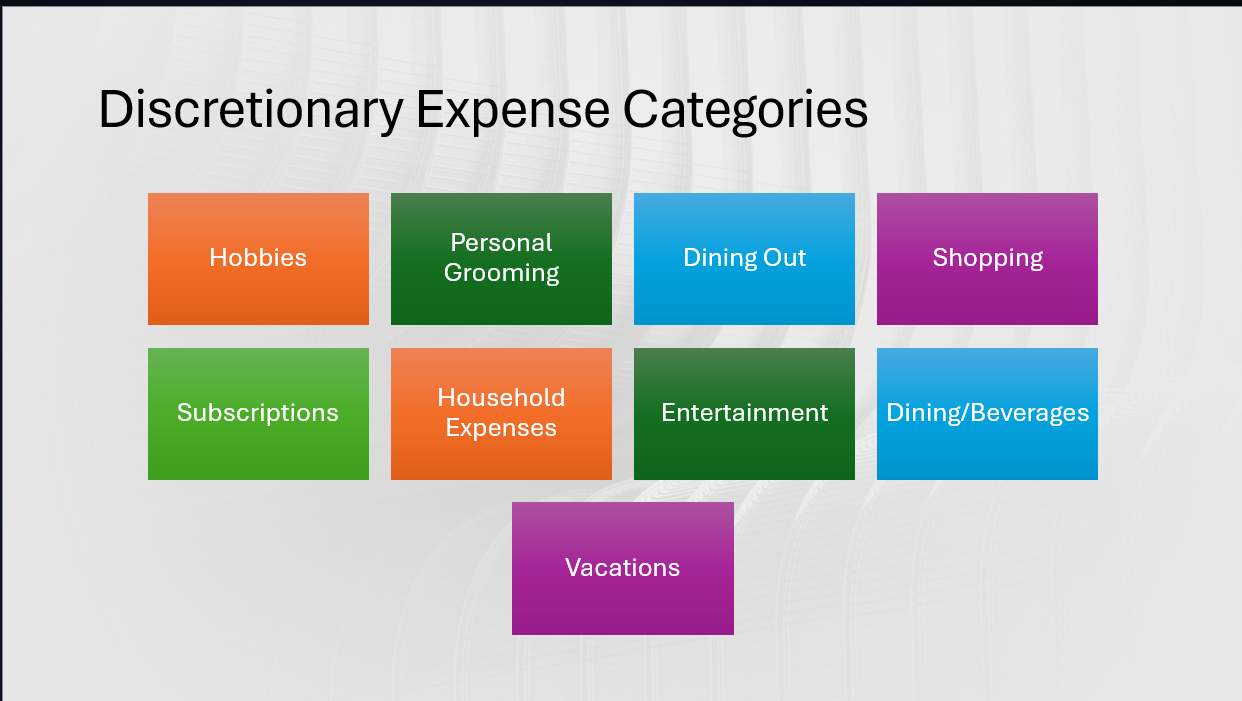 Discretionary Expense Categories
Hobbies
Personal
Grooming
Dining Out
Shopping
Subscriptions
Household
Expenses
Entertainment
Dining/Beverages
Vacations